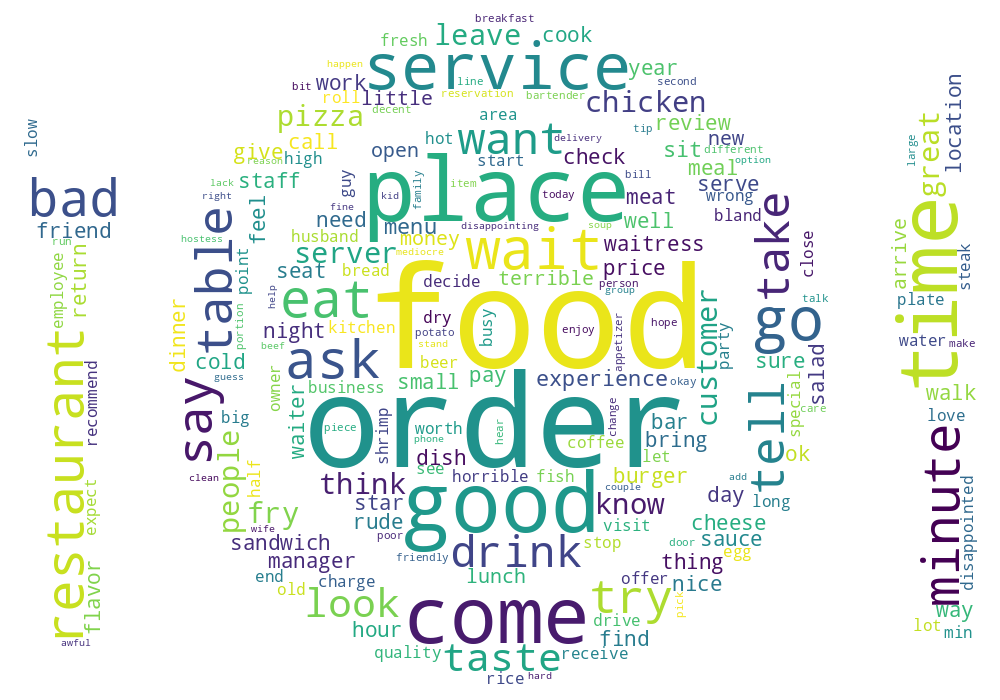 breakfast
fresh
leave
cook
service
happen
year
bit
work
line
second
roll
little
reservation
bartender
chicken
decent
pizza
area
tip
review
new
slow
call
hot
want
delivery
give
reason
high
open
start
check
sit
different
option
great
large
location
lack
staff
guy
place
item
bill
meal
serve
wrong
bad
right
fine
kid
family
today
meat
bland
friend
feel
need
menu
disappointing
soup
well
run
hostess
table
husband
money
wait
waitress
take
close
arrive
time
steak
employee
return
point
server
mediocre
seat
bread
terrible
price
person
cold
guess
help
eat
decide
food
group
sure
talk
plate
dinner
portion
night
kitchen
dry
potato
busy
enjoy
hope
customer
party
go
water
make
restaurant
beef
stand
ask
beer
appetizer
salad
recommend
say
owner
business
small
pay
experience
okay
special
care
walk
big
waiter
order
change
bar
tell
love
minute
piece
shrimp
worth
phone
hear
coffee
bring
let
ok
people
dish
see
clean
half
think
horrible
fish
burger
long
disappointed
expect
flavor
star
good
couple
know
day
add
fry
rude
visit
cheese
wife
poor
sandwich
drink
stop
door
sauce
egg
manager
friendly
thing
end
charge
lunch
offer
nice
old
look
try
pick
way
hour
come
drive
find
lot
min
awful
quality
taste
receive
rice
hard